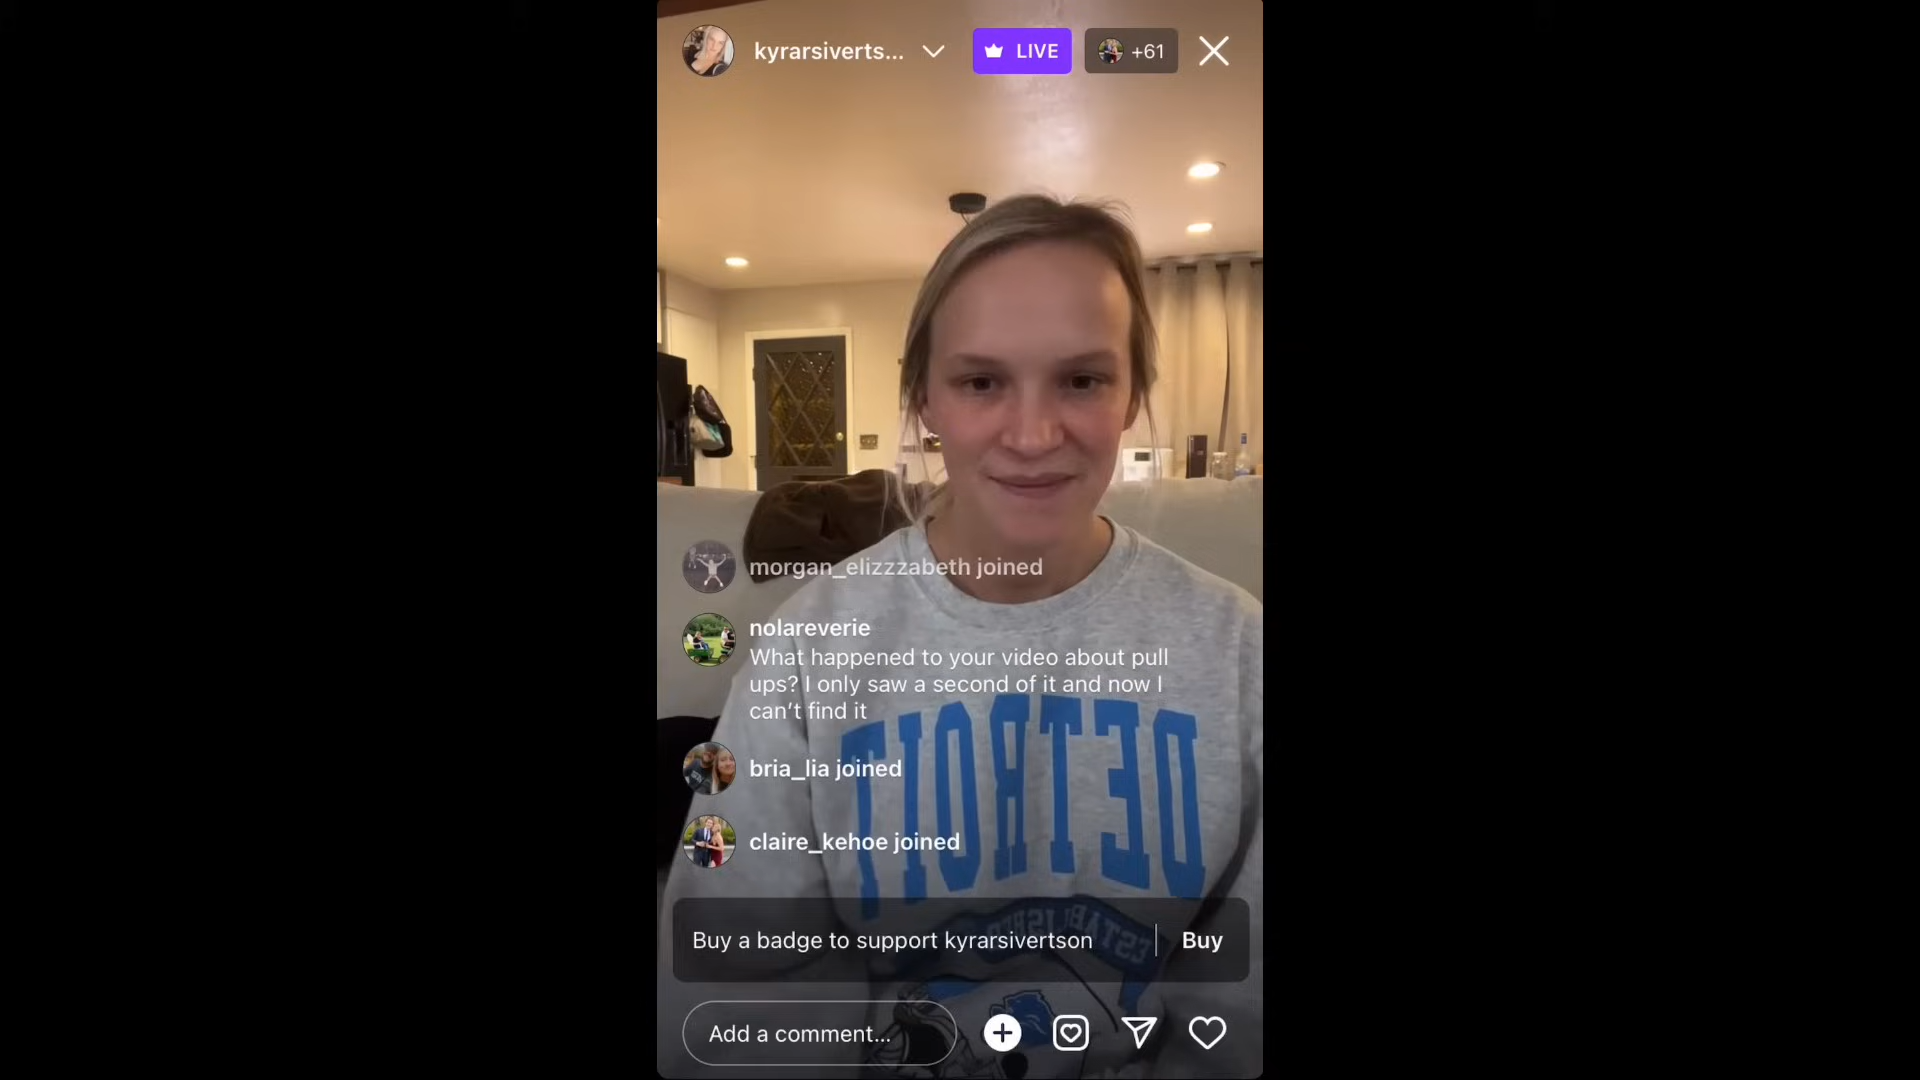 kyrarsiverts...
LIVE
+61
morgan_elizzzabeth joined
nolareverie
What happened to your video about pull
ups? I only saw a second of it and now I
can't find it
bria_lia joined
claire_kehoe joined
DETROIT
ESTABLISHED
Buy a badge to support kyrarsivertson
Buy
Add a comment...